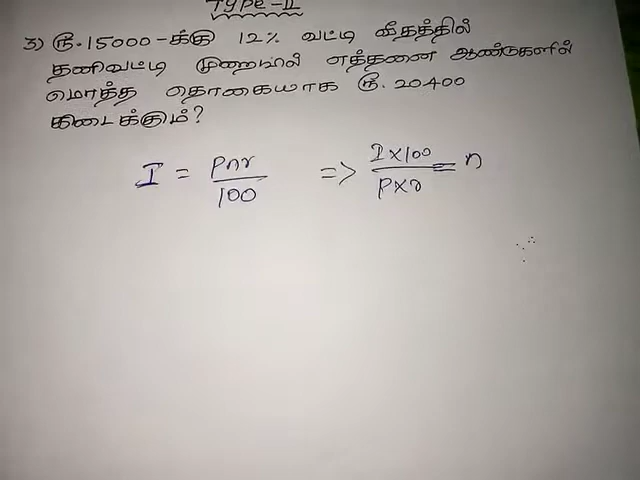 TYPE-II
3) ரூ.15000-க்கு 12% வட்டி வீதத்தில்
தனிவட்டி முறையில் எத்தனை ஆண்டுகளில்
மொத்த தொகையாக ரூ. 20400
கிடைக்கும்?
I = Pnr/100 => I×100/P×r = n